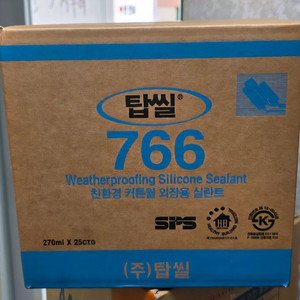 탑씰®
766
Weatherproofing Silicone Sealant
친환경 커튼월 외장용 실란트
SPS
270ml X 25CTG
(주)탑씰